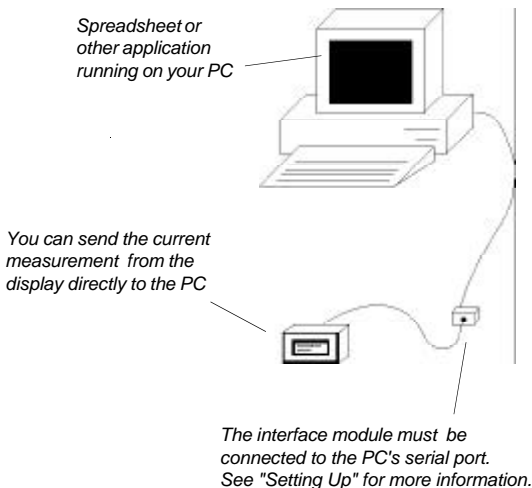 Spreadsheet or
other application
running on your PC
You can send the current
measurement from the
display directly to the PC
The interface module must be
connected to the PC's serial port.
See "Setting Up" for more information.